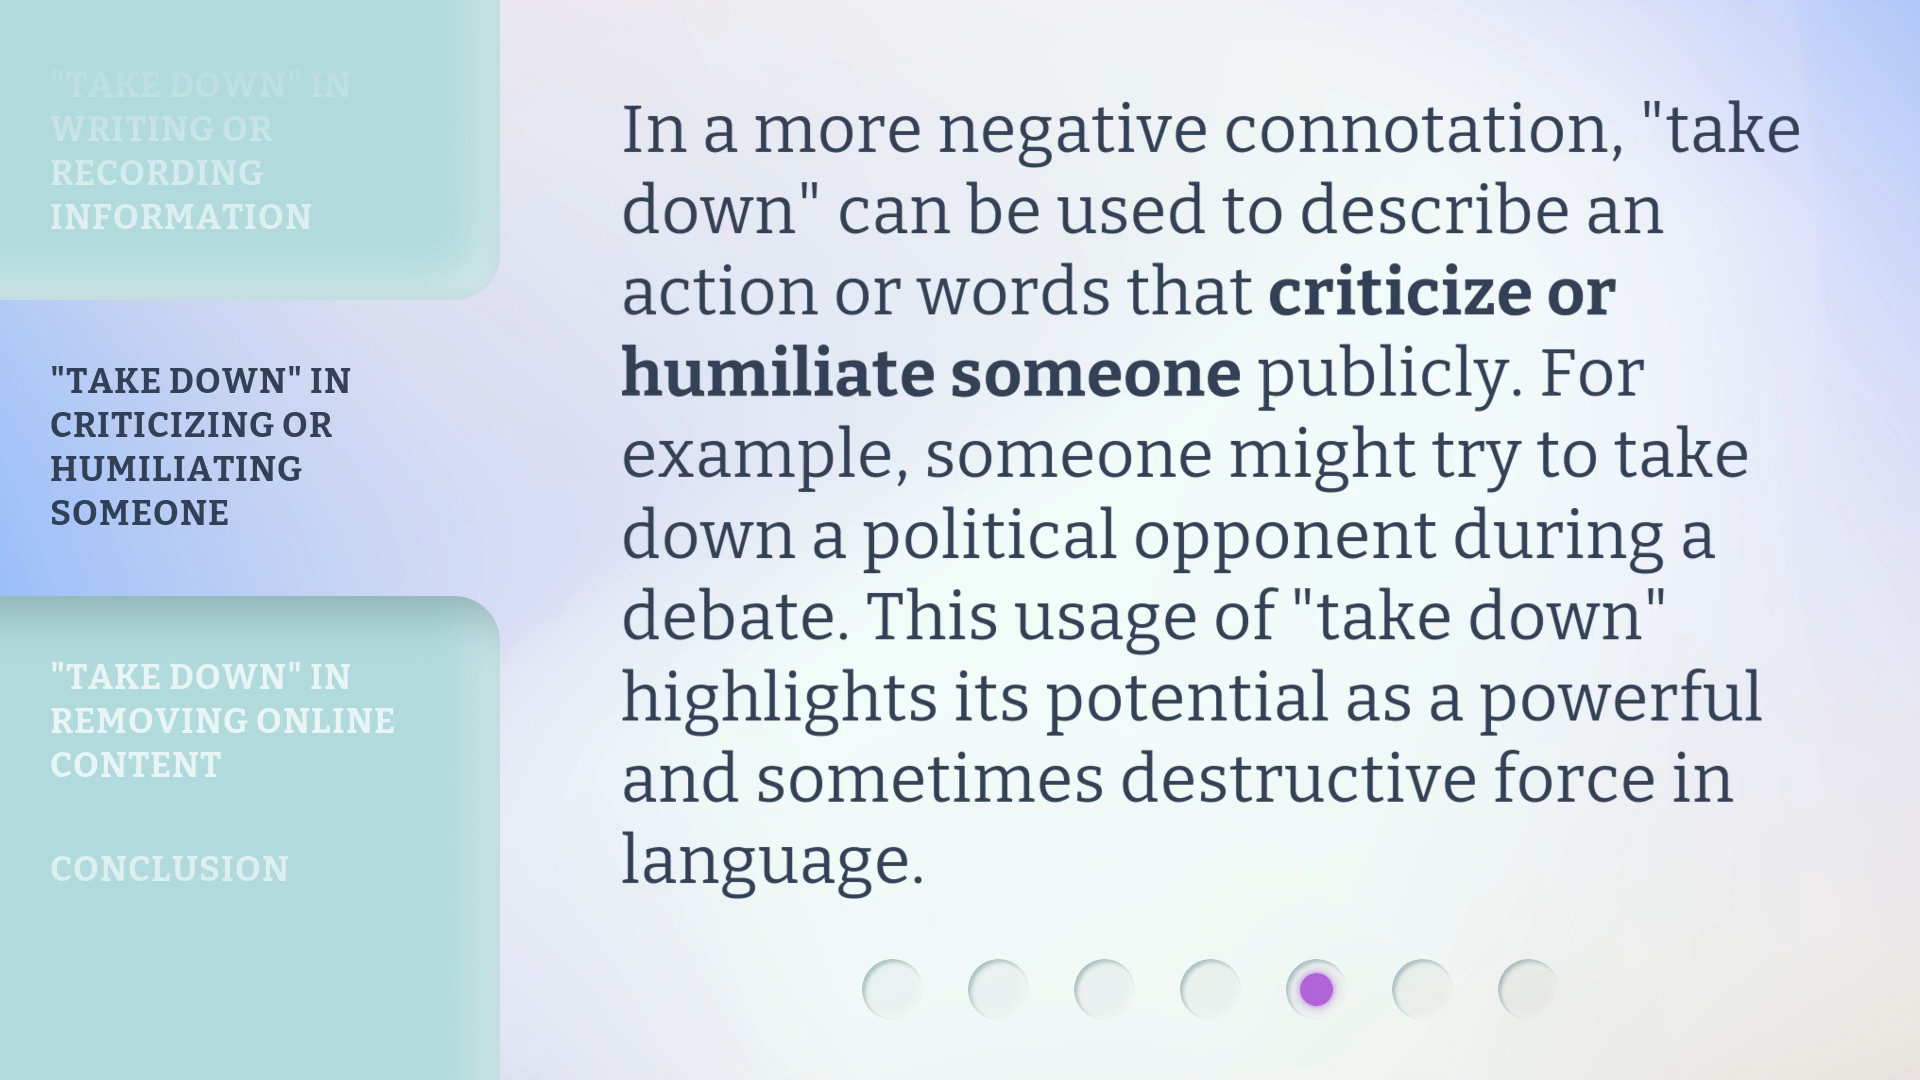 "TAKE DOWN" IN
WRITING OR
RECORDING
INFORMATION
"TAKE DOWN" IN
CRITICIZING OR
HUMILIATING
SOMEONE
"TAKE DOWN" IN
REMOVING ONLINE
CONTENT
CONCLUSION
In a more negative connotation, "take
down" can be used to describe an
action or words that criticize or
humiliate someone publicly. For
example, someone might try to take
down a political opponent during a
debate. This usage of "take down"
highlights its potential as a powerful
and sometimes destructive force in
language.